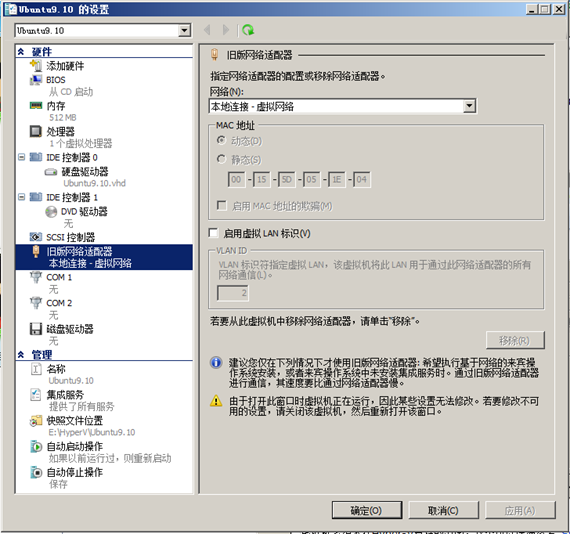 Ubuntu9.10 的设置
Ubuntu9.10
硬件
添加硬件
BIOS
从 CD 启动
内存
512 MB
处理器
1 个虚拟处理器
IDE 控制器 0
硬盘驱动器
Ubuntu9.10.vhd
IDE 控制器 1
DVD 驱动器
无
SCSI 控制器
旧版网络适配器
本地连接 - 虚拟网络
COM 1
无
COM 2
无
磁盘驱动器
无
管理
名称
Ubuntu9.10
集成服务
提供了所有服务
快照文件位置
E:\HyperV\Ubuntu9.10
自动启动操作
如果以前运行过，则重新启动
自动停止操作
保存
旧版网络适配器
指定网络适配器的配置或移除网络适配器。
网络(N):
本地连接 - 虚拟网络
MAC 地址
动态(D)
静态(S)
00 - 15 - 5D - 05 - 1E - 04
启用 MAC 地址的欺骗(M)
启用虚拟 LAN 标识(V)
VLAN ID
VLAN 标识符指定虚拟 LAN，该虚拟机将此 LAN 用于通过此网络适配器的所有
网络通信(L)。
2
若要从此虚拟机中移除网络适配器，请单击“移除”。
移除(R)
建议您仅在下列情况下才使用旧版网络适配器: 希望执行基于网络的来宾操
作系统安装，或者来宾操作系统中未安装集成服务时。通过旧版网络适配器
进行通信，其速度要比通过网络适配器慢。
由于打开此窗口时虚拟机正在运行，因此某些设置无法修改。若要修改不可
用的设置，请关闭该虚拟机，然后重新打开该窗口。
确定(O)
取消(C)
应用(A)